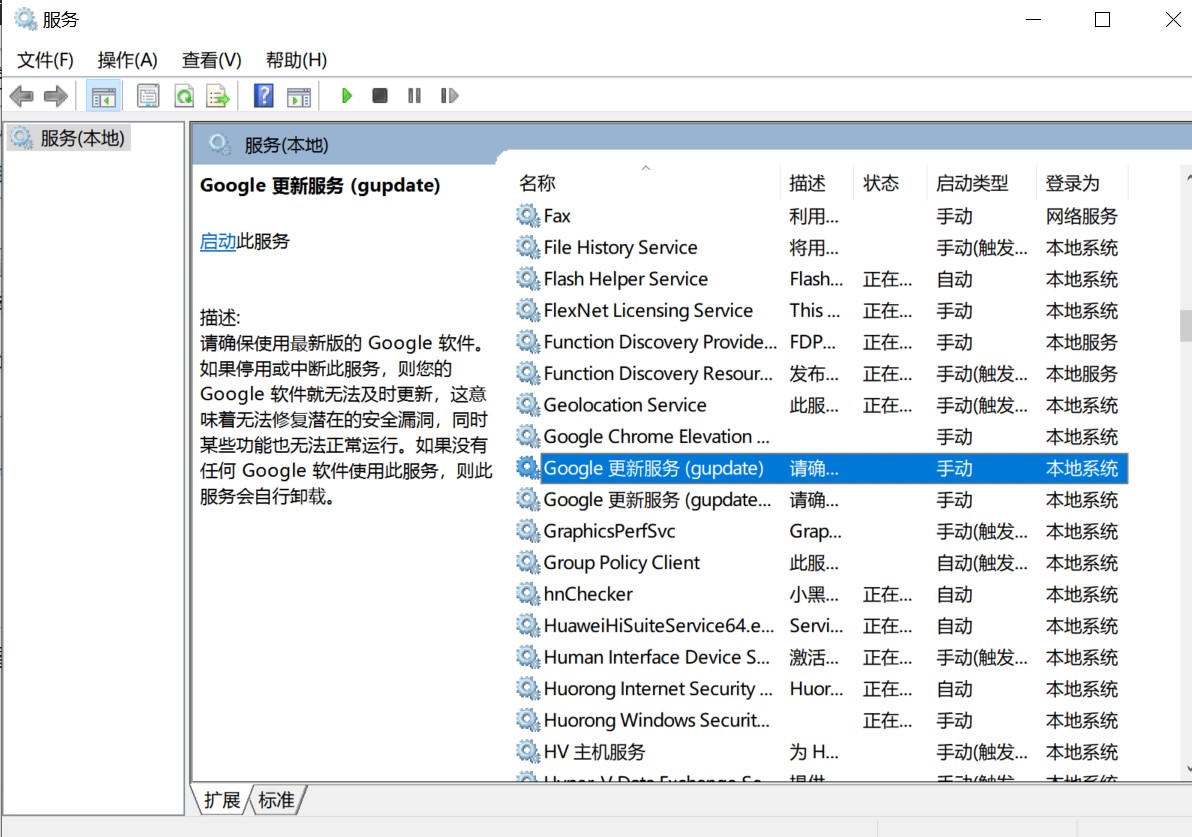 服务
文件(F) 操作(A) 查看(V) 帮助(H)
服务(本地)
服务(本地)
Google 更新服务 (gupdate)
启动此服务
描述:
请确保使用最新版的 Google 软件。
如果停用或中断此服务，则您的
Google 软件就无法及时更新，这意
味着无法修复潜在的安全漏洞，同时
某些功能也无法正常运行。如果没有
任何 Google 软件使用此服务，则此
服务会自行卸载。
名称 描述 状态 启动类型 登录为
Fax 利用... 手动 网络服务
File History Service 将用... 手动(触发... 本地系统
Flash Helper Service Flash... 正在... 自动 本地系统
FlexNet Licensing Service This ... 正在... 手动 本地系统
Function Discovery Provide... FDP... 正在... 手动 本地服务
Function Discovery Resour... 发布... 正在... 手动(触发... 本地服务
Geolocation Service 此服... 正在... 手动(触发... 本地系统
Google Chrome Elevation ... 手动 本地系统
Google 更新服务 (gupdate) 请确... 手动 本地系统
Google 更新服务 (gupdate... 请确... 手动 本地系统
GraphicsPerfSvc Grap... 手动(触发... 本地系统
Group Policy Client 此服... 自动(触发... 本地系统
hnChecker 小黑... 正在... 自动 本地系统
HuaweiHiSuiteService64.e... Servi... 正在... 自动 本地系统
Human Interface Device S... 激活... 正在... 手动(触发... 本地系统
Huorong Internet Security ... Huor... 正在... 自动 本地系统
Huorong Windows Securit... 正在... 手动 本地系统
HV 主机服务 为 H... 手动(触发... 本地系统
Hyper-V Data Exchange Se... 提供... 手动(触发... 本地系统
扩展 标准